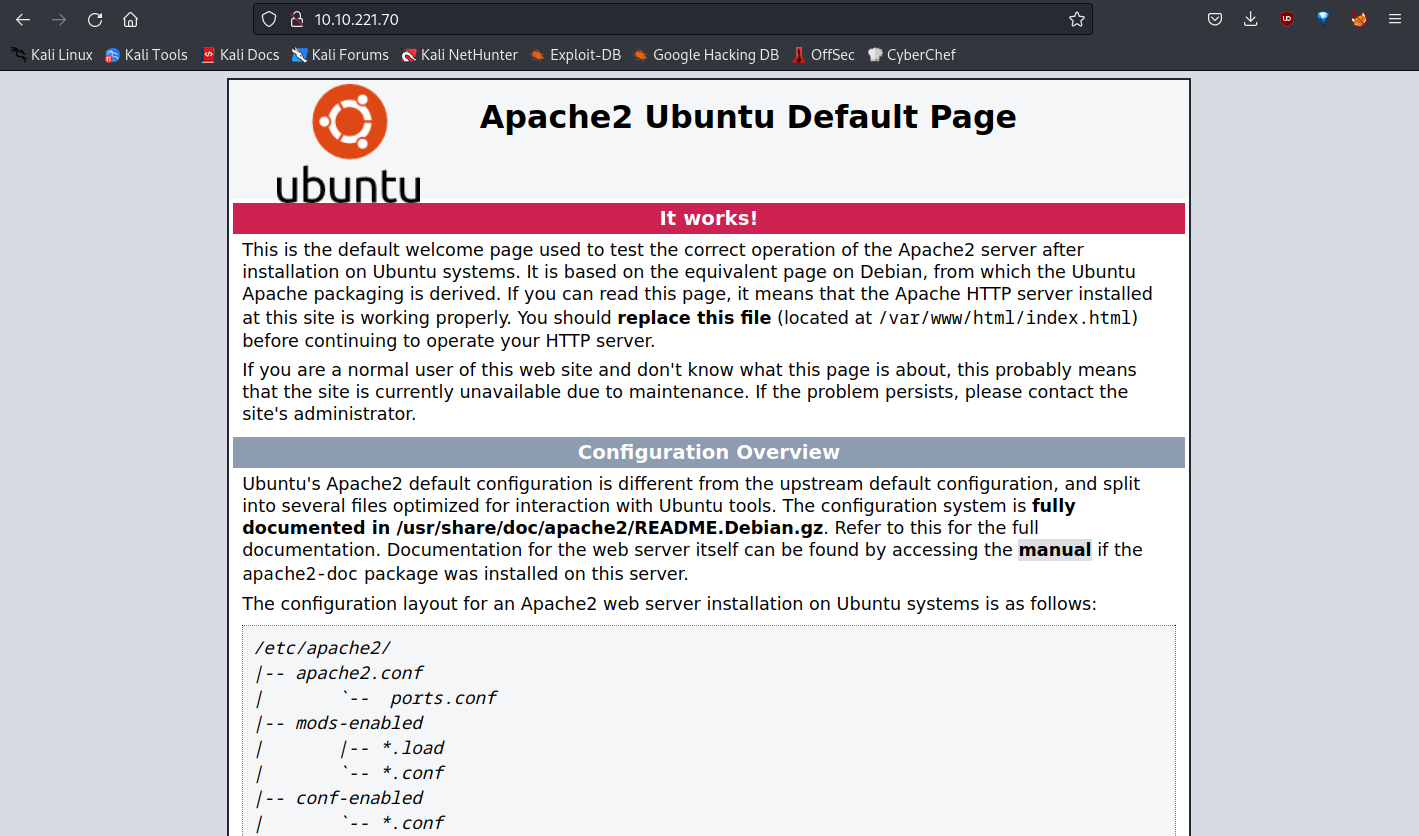 10.10.221.70
Kali Linux Kali Tools Kali Docs Kali Forums Kali NetHunter Exploit-DB Google Hacking DB OffSec CyberChef
ubuntu
Apache2 Ubuntu Default Page
It works!
This is the default welcome page used to test the correct operation of the Apache2 server after
installation on Ubuntu systems. It is based on the equivalent page on Debian, from which the Ubuntu
Apache packaging is derived. If you can read this page, it means that the Apache HTTP server installed
at this site is working properly. You should replace this file (located at /var/www/html/index.html)
before continuing to operate your HTTP server.
If you are a normal user of this web site and don't know what this page is about, this probably means
that the site is currently unavailable due to maintenance. If the problem persists, please contact the
site's administrator.
Configuration Overview
Ubuntu's Apache2 default configuration is different from the upstream default configuration, and split
into several files optimized for interaction with Ubuntu tools. The configuration system is fully
documented in /usr/share/doc/apache2/README.Debian.gz. Refer to this for the full
documentation. Documentation for the web server itself can be found by accessing the manual if the
apache2-doc package was installed on this server.
The configuration layout for an Apache2 web server installation on Ubuntu systems is as follows:
/etc/apache2/
|-- apache2.conf
|       `--  ports.conf
|-- mods-enabled
|       |-- *.load
|       `-- *.conf
|-- conf-enabled
|       `-- *.conf